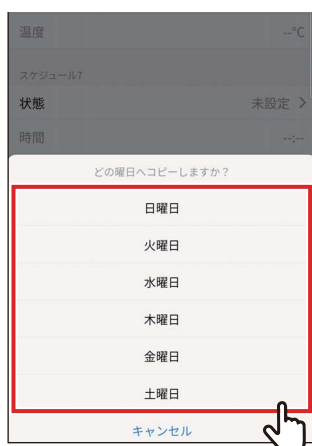 温度 --°C
スケジュール7
状態 未設定 >
時間 --:--
どの曜日へコピーしますか？
日曜日
火曜日
水曜日
木曜日
金曜日
土曜日
キャンセル